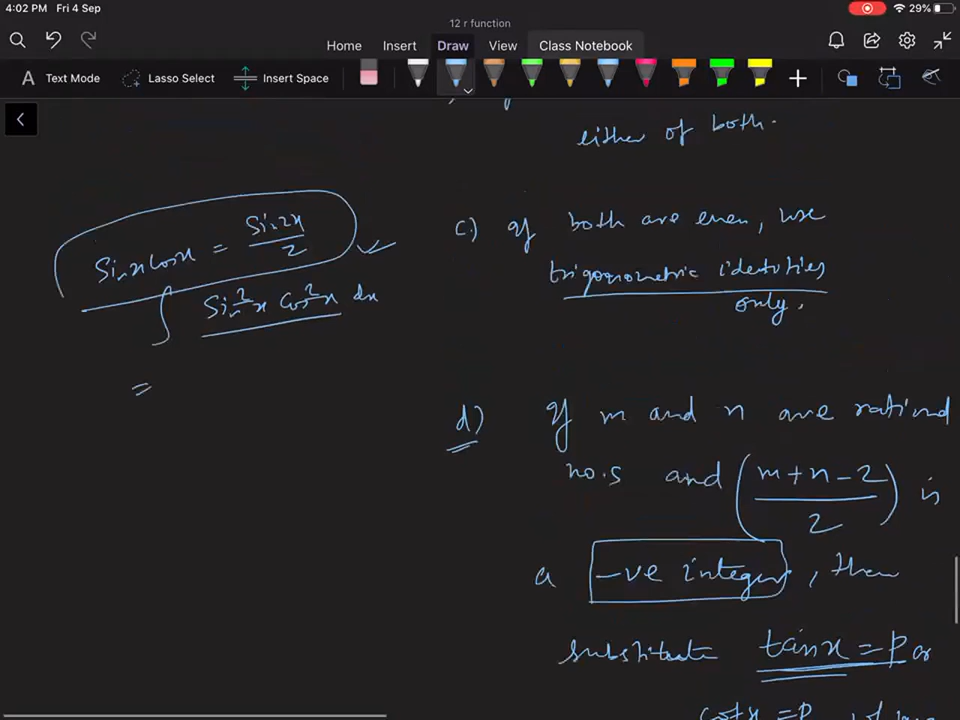 4:02 PM Fri 4 Sep
29%
12 r function
Home Insert Draw View Class Notebook
Text Mode Lasso Select Insert Space
either of both.
Sinx Cosx = Sin2x / 2
∫ Sin²x Cos²x dx
=
c.) If both are even, use
trigonometric identities
only.
d) If m and n are rational
no.s and (m+n-2 / 2) is
a -ve integer, then
substitute tanx = p or
cotx = p